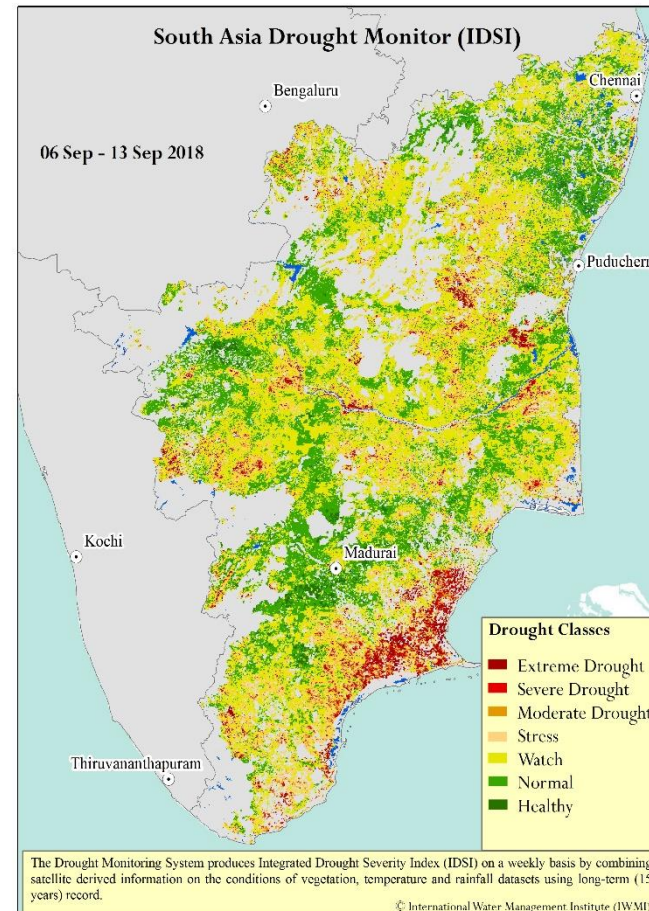 South Asia Drought Monitor (IDSI)
Chennai
Bengaluru
06 Sep - 13 Sep 2018
Puducherr
Kochi
Madurai
Drought Classes
Extreme Drought
Severe Drought
Moderate Drought
Stress
Watch
Normal
Healthy
Thiruvananthapuram
The Drought Monitoring System produces Integrated Drought Severity Index (IDSI) on a weekly basis by combining
satellite derived information on the conditions of vegetation, temperature and rainfall datasets using long-term (15
years) record.
© International Water Management Institute (IWMI)